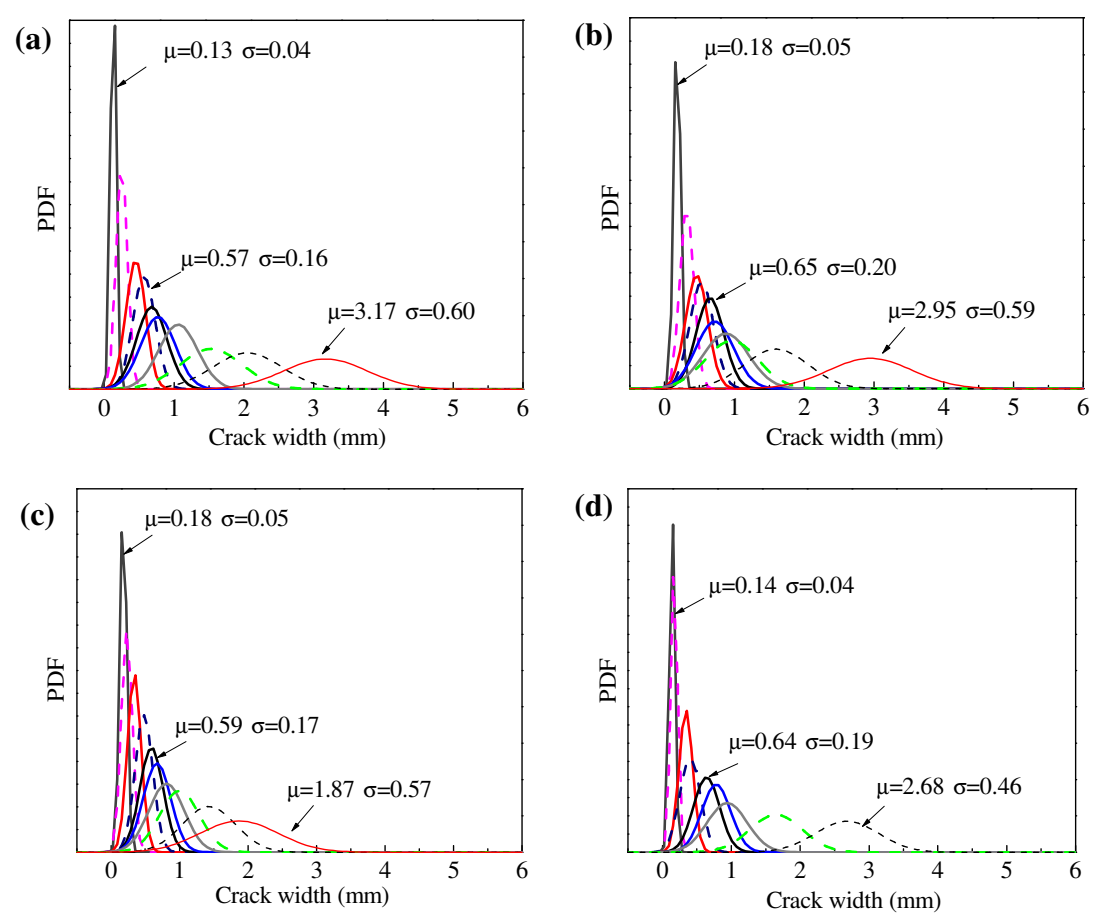 (a)
μ=0.13 σ=0.04
μ=0.57 σ=0.16
μ=3.17 σ=0.60
PDF
0 1 2 3 4 5 6
Crack width (mm)
(b)
μ=0.18 σ=0.05
μ=0.65 σ=0.20
μ=2.95 σ=0.59
PDF
0 1 2 3 4 5 6
Crack width (mm)
(c)
μ=0.18 σ=0.05
μ=0.59 σ=0.17
μ=1.87 σ=0.57
PDF
0 1 2 3 4 5 6
Crack width (mm)
(d)
μ=0.14 σ=0.04
μ=0.64 σ=0.19
μ=2.68 σ=0.46
PDF
0 1 2 3 4 5 6
Crack width (mm)